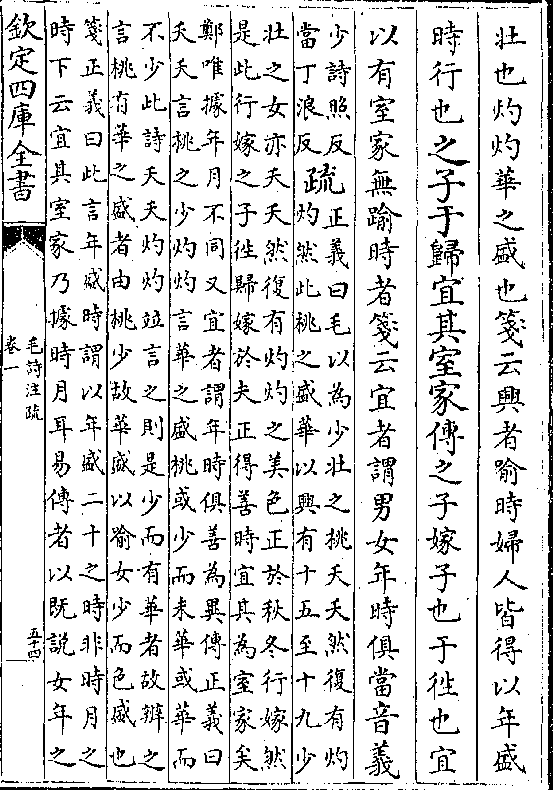 壯也灼灼華之盛也箋云興者喻時婦人皆得以年盛
時行也之子于歸宜其室家傳之子嫁子也于徃也宜
以有室家無踰時者箋云宜者謂男女年時俱當音義
少詩照反
當丁浪反
疏
正義曰毛以為少壯之桃夭夭然復有灼
灼然此桃之盛華以興有十五至十九少
壯之女亦夭夭然復有灼灼之美色正於秋冬行嫁然
是此行嫁之子徃歸嫁於夫正得善時宜其為室家矣
鄭唯據年月不同又宜者謂年時俱善為異傳正義曰
夭夭言桃之少灼灼言華之盛桃或少而未華或華而
不少此詩夭夭灼灼並言之則是少而有華者故辨之
言桃有華之盛者由桃少故華盛以喻女少而色盛也
箋正義曰此言年盛時謂以年盛二十之時非時月之
時下云宜其室家乃據時月耳易傳者以既説女年之
欽定四庫全書
毛詩注疏
卷一
五十四